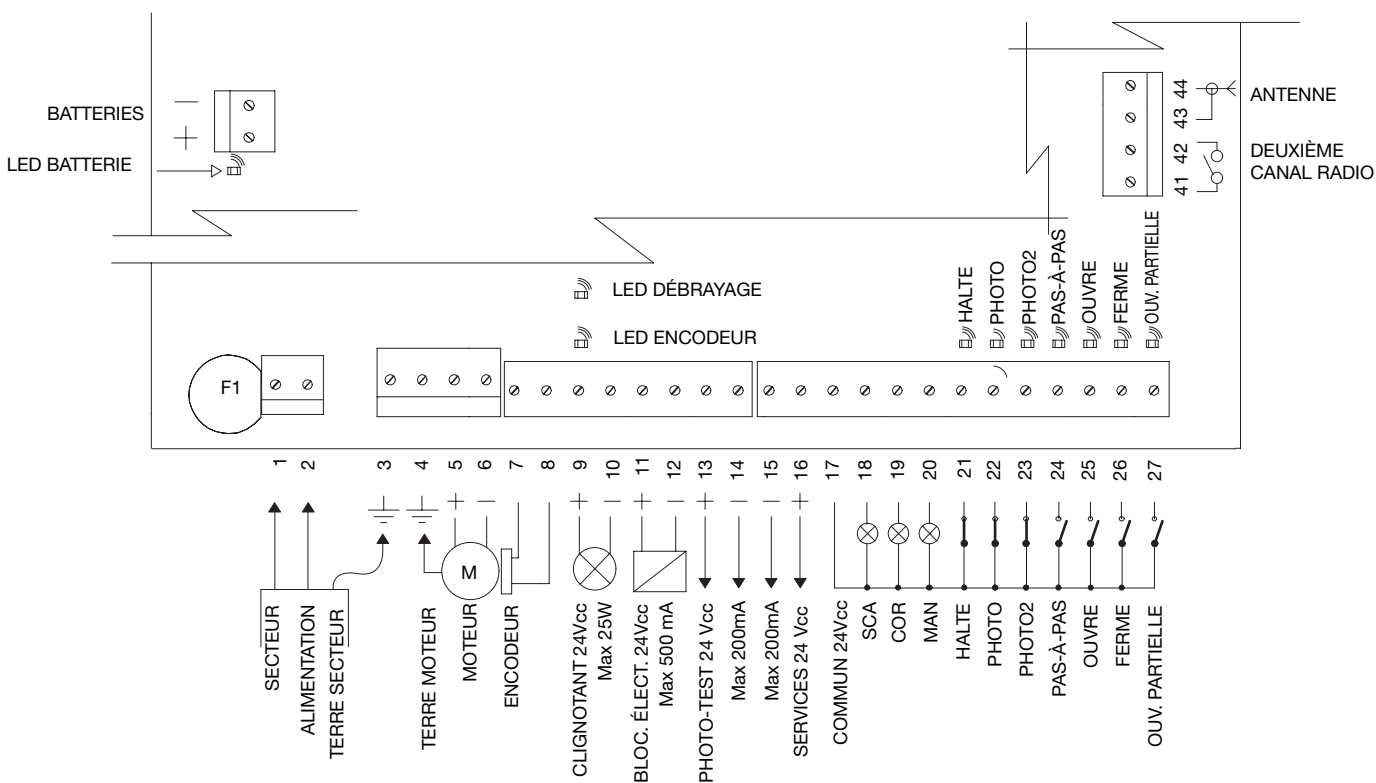 BATTERIES
−
+
LED BATTERIE
44
43
42
41
ANTENNE
DEUXIÈME
CANAL RADIO
LED DÉBRAYAGE
LED ENCODEUR
HALTE
PHOTO
PHOTO2
PAS-À-PAS
OUVRE
FERME
OUV. PARTIELLE
F1
1 2 3 4 5 6 7 8 9 10 11 12 13 14 15 16 17 18 19 20 21 22 23 24 25 26 27
+ − + − + − + − − +
M
SECTEUR
ALIMENTATION
TERRE SECTEUR
TERRE MOTEUR
MOTEUR
ENCODEUR
CLIGNOTANT 24Vcc
Max 25W
BLOC. ÉLECT. 24Vcc
Max 500 mA
PHOTO-TEST 24 Vcc
Max 200mA
Max 200mA
SERVICES 24 Vcc
COMMUN 24Vcc
SCA
COR
MAN
HALTE
PHOTO
PHOTO2
PAS-À-PAS
OUVRE
FERME
OUV. PARTIELLE